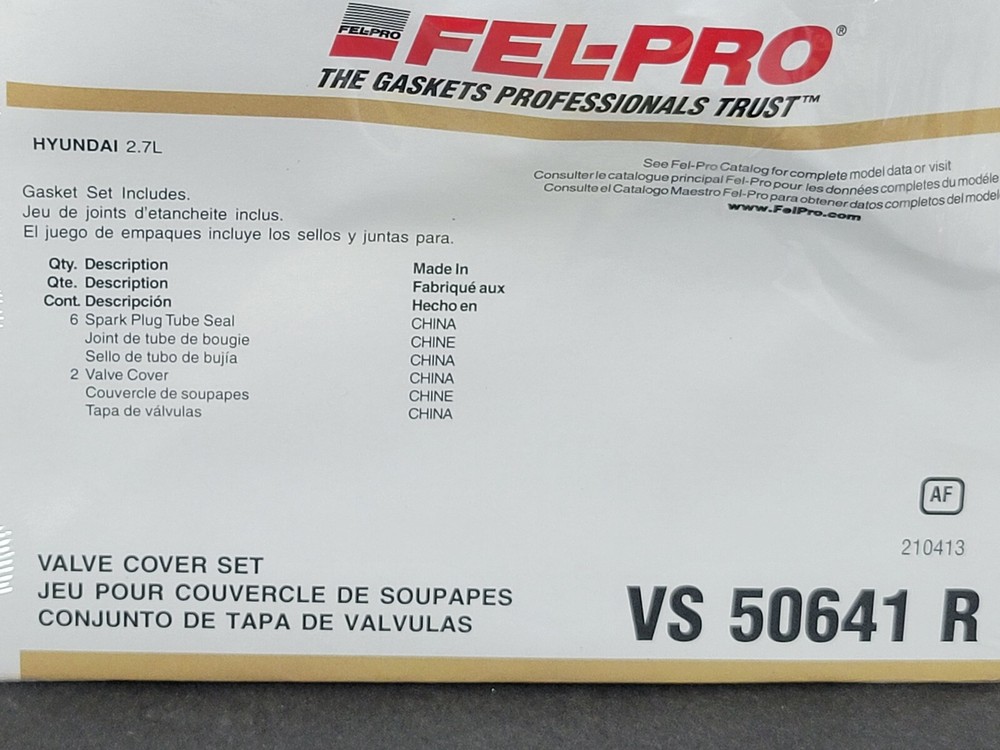 FEL-PRO
FEL-PRO®
THE GASKETS PROFESSIONALS TRUST™
HYUNDAI 2.7L
See Fel-Pro Catalog for complete model data or visit
Consulter le catalogue principal Fel-Pro pour les données completes du modéle
Consulte el Catalogo Maestro Fel-Pro para obtener datos completos del model
www.FelPro.com
Gasket Set Includes.
Jeu de joints d'etancheite inclus.
El juego de empaques incluye los sellos y juntas para.
Qty. Description Made In
Qte. Description Fabriqué aux
Cont. Descripción Hecho en
6 Spark Plug Tube Seal CHINA
Joint de tube de bougie CHINE
Sello de tubo de bujía CHINA
2 Valve Cover CHINA
Couvercle de soupapes CHINE
Tapa de válvulas CHINA
AF
210413
VALVE COVER SET
JEU POUR COUVERCLE DE SOUPAPES
CONJUNTO DE TAPA DE VALVULAS
VS 50641 R